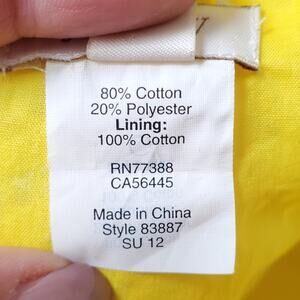 80% Cotton
20% Polyester
Lining:
100% Cotton
RN77388
CA56445
Made in China
Style 83887
SU 12